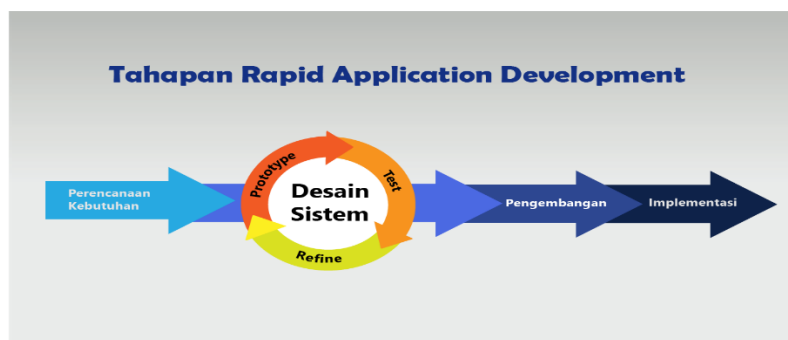 Tahapan Rapid Application Development
Perencanaan
Kebutuhan
Prototype
Test
Desain
Sistem
Refine
Pengembangan
Implementasi